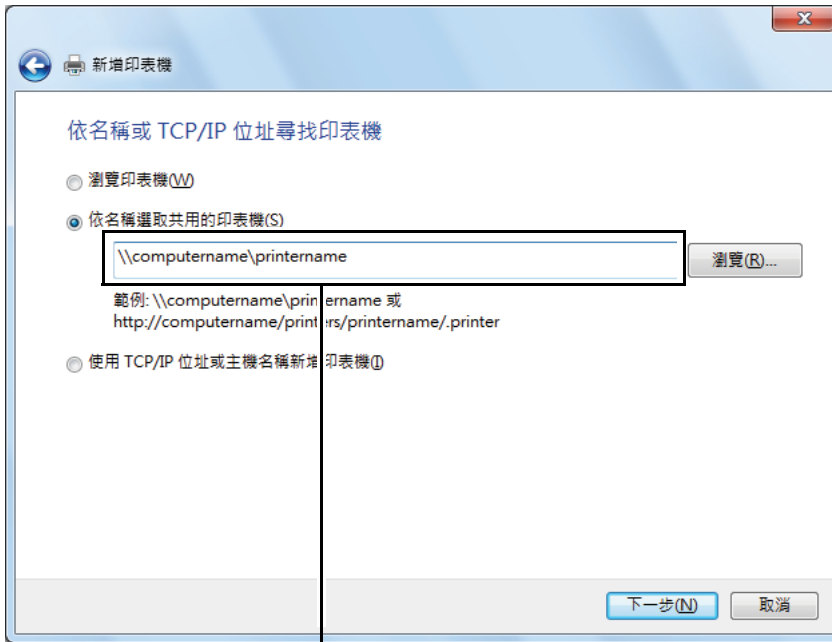 新增印表機
依名稱或 TCP/IP 位址尋找印表機
瀏覽印表機(W)
依名稱選取共用的印表機(S)
\\computername\printername
瀏覽(R)...
範例: \\computername\printername 或
http://computername/printers/printername/.printer
使用 TCP/IP 位址或主機名稱新增印表機(I)
下一步(N)
取消